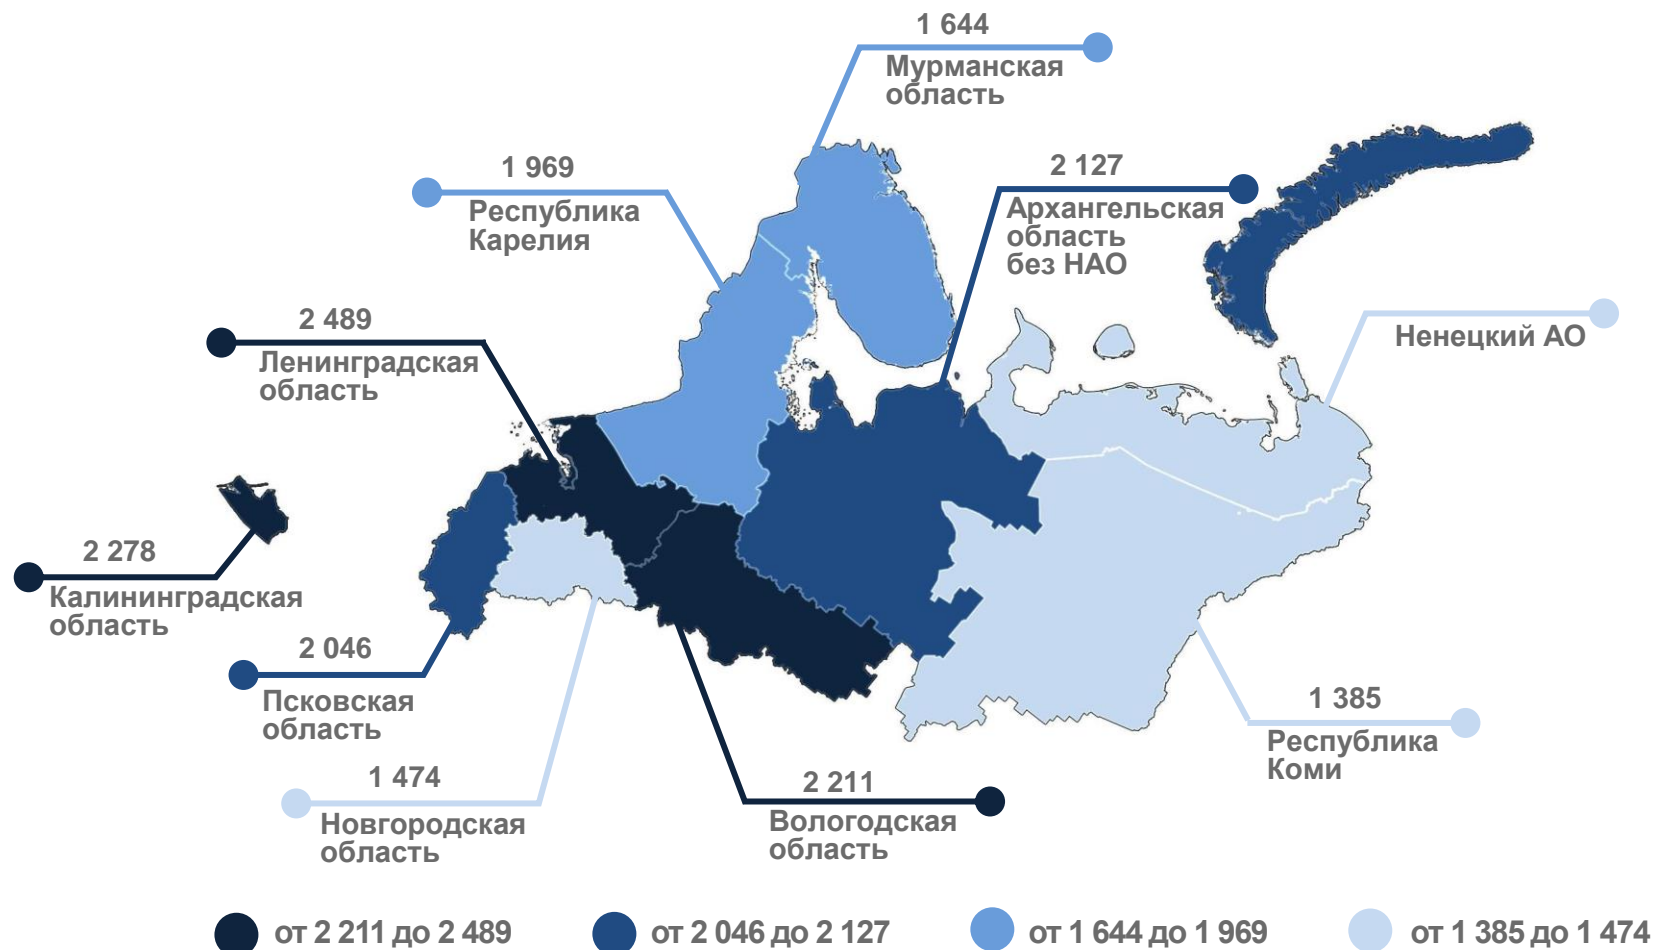 1 644
Мурманская
область
1 969
Республика
Карелия
2 127
Архангельская
область
без НАО
2 489
Ленинградская
область
Ненецкий АО
2 278
Калининградская
область
2 046
Псковская
область
1 385
Республика
Коми
1 474
Новгородская
область
2 211
Вологодская
область
от 2 211 до 2 489
от 2 046 до 2 127
от 1 644 до 1 969
от 1 385 до 1 474